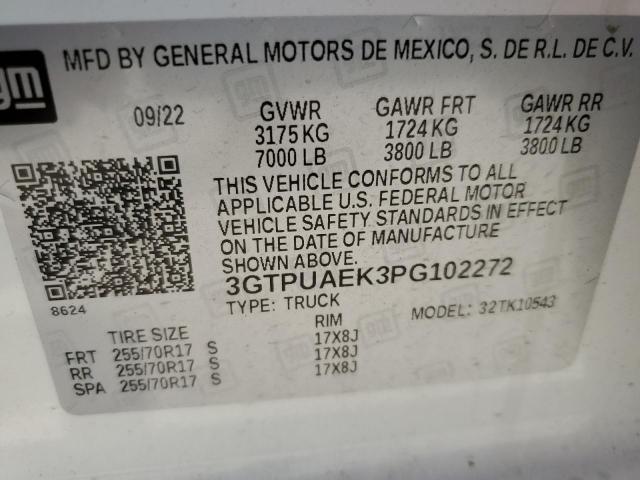 gm
MFD BY GENERAL MOTORS DE MEXICO, S. DE R.L. DE C.V.
09/22 GVWR GAWR FRT GAWR RR
3175 KG 1724 KG 1724 KG
7000 LB 3800 LB 3800 LB
THIS VEHICLE CONFORMS TO ALL
APPLICABLE U.S. FEDERAL MOTOR
VEHICLE SAFETY STANDARDS IN EFFECT
ON THE DATE OF MANUFACTURE
SHOWN ABOVE.
3GTPUAEK3PG102272
8624 TYPE: TRUCK MODEL: 32TK10543
TIRE SIZE RIM
FRT 255/70R17 S 17X8J
RR 255/70R17 S 17X8J
SPA 255/70R17 S 17X8J